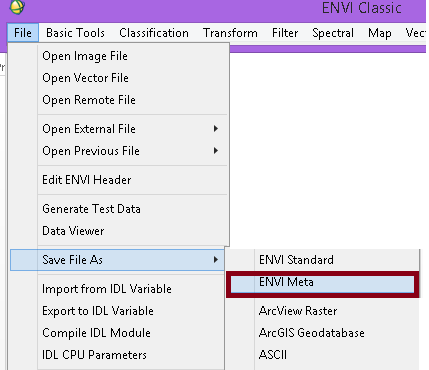 ENVI Classic
File Basic Tools Classification Transform Filter Spectral Map Vect
Open Image File
Open Vector File
Open Remote File
Open External File
Open Previous File
Edit ENVI Header
Generate Test Data
Data Viewer
Save File As
ENVI Standard
ENVI Meta
Import from IDL Variable
Export to IDL Variable
ArcView Raster
Compile IDL Module
ArcGIS Geodatabase
IDL CPU Parameters
ASCII